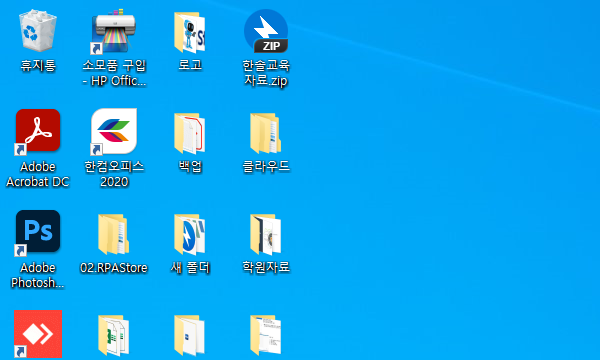 휴지통
소모품 구입
- HP Offic...
로고
ZIP
한솔교육
자료.zip
Adobe
Acrobat DC
한컴오피스
2020
백업
클라우드
Ps
Adobe
Photosh...
02.RPAStore
새 폴더
학원자료